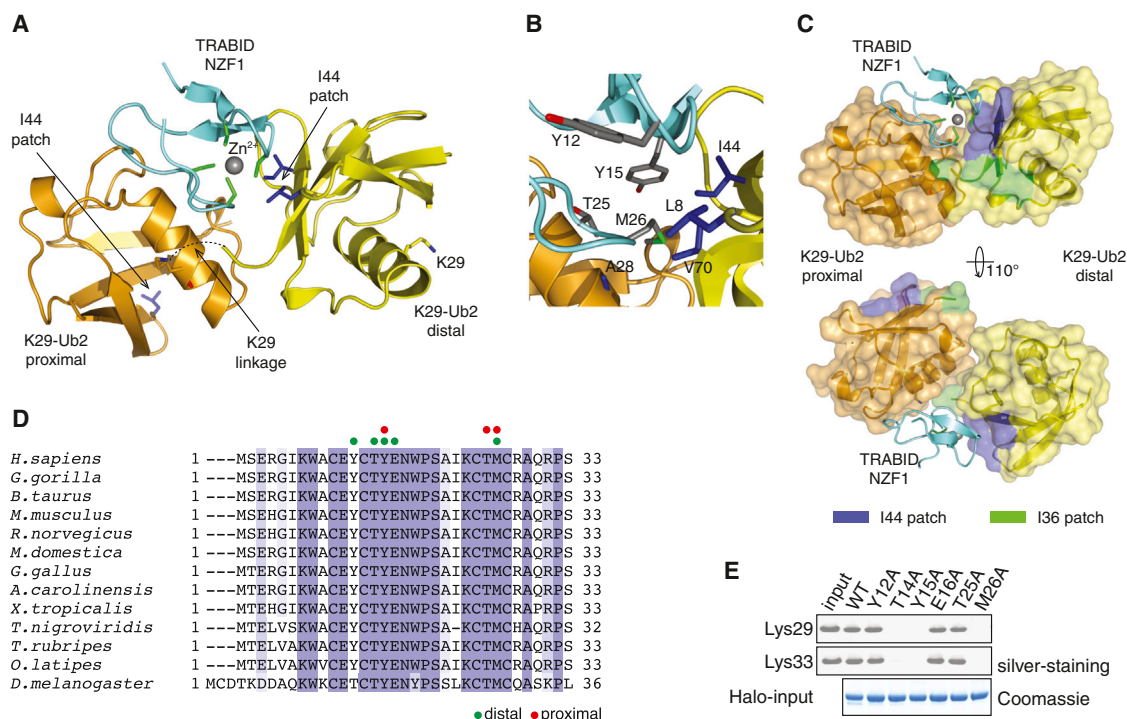 A
TRABID
NZF1
I44
patch
I44
patch
Zn2+
K29
K29-Ub2
distal
K29-Ub2
proximal
K29
linkage
B
Y12
Y15
I44
T25
M26
L8
A28
V70
C
TRABID
NZF1
K29-Ub2
proximal
110°
K29-Ub2
distal
TRABID
NZF1
I44 patch
I36 patch
D
H.sapiens 1 ---MSERGIKWACEYCTYENWPSAIKCTMCRAQRPS 33
G.gorilla 1 ---MSERGIKWACEYCTYENWPSAIKCTMCRAQRPS 33
B.taurus 1 ---MSERGIKWACEYCTYENWPSAIKCTMCRAQRPS 33
M.musculus 1 ---MSEHGIKWACEYCTYENWPSAIKCTMCRAQRPS 33
R.norvegicus 1 ---MSEHGIKWACEYCTYENWPSAIKCTMCRAQRPS 33
M.domestica 1 ---MSERGIKWACEYCTYENWPSAIKCTMCRAQRPS 33
G.gallus 1 ---MTEHGIKWACEYCTYENWPSAIKCTMCRAQRPS 33
A.carolinensis 1 ---MTERGIKWACEYCTYENWPSAIKCTMCRAQRPS 33
X.tropicalis 1 ---MTEHGIKWACEYCTYENWPSAIKCTMCRAPRPS 33
T.nigroviridis 1 ---MTELVSKWACEYCTYENWPSA-KCTMCHAQRPS 32
T.rubripes 1 ---MTELVAKWACEYCTYENWPSAIKCTMCRAQRPS 33
O.latipes 1 ---MTELVAKWVCEYCTYENWPSAIKCTMCRAQRPS 33
D.melanogaster 1 MCDTKDDAQKWKCETCTYENYPSSLKCTMCQASKPL 36
distal proximal
E
input WT Y12A T14A Y15A E16A T25A M26A
Lys29
Lys33
silver-staining
Halo-input Coomassie